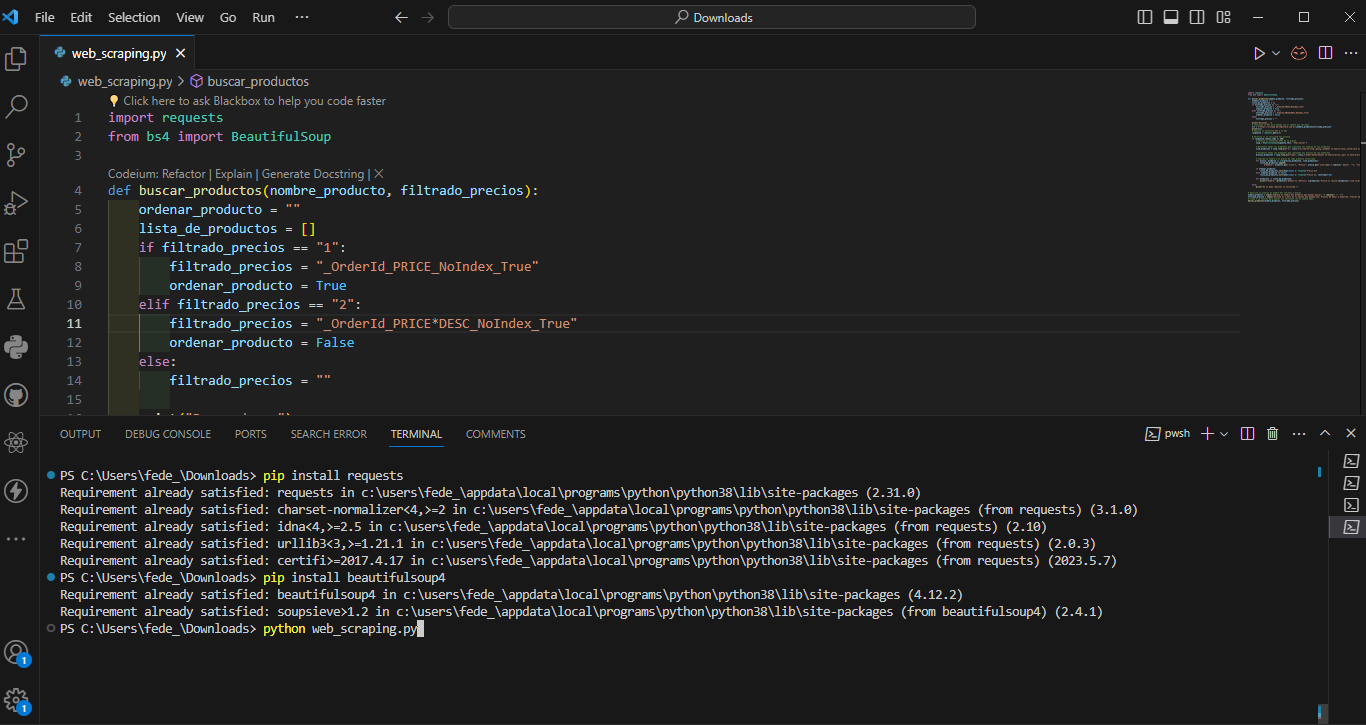 File Edit Selection View Go Run ··· Downloads
web_scraping.py
web_scraping.py > buscar_productos
Click here to ask Blackbox to help you code faster
1 import requests
2 from bs4 import BeautifulSoup
3
Codeium: Refactor | Explain | Generate Docstring | X
4 def buscar_productos(nombre_producto, filtrado_precios):
5 ordenar_producto = ""
6 lista_de_productos = []
7 if filtrado_precios == "1":
8 filtrado_precios = "_OrderId_PRICE_NoIndex_True"
9 ordenar_producto = True
10 elif filtrado_precios == "2":
11 filtrado_precios = "_OrderId_PRICE*DESC_NoIndex_True"
12 ordenar_producto = False
13 else:
14 filtrado_precios = ""
15
OUTPUT DEBUG CONSOLE PORTS SEARCH ERROR TERMINAL COMMENTS pwsh
PS C:\Users\fede_\Downloads> pip install requests
Requirement already satisfied: requests in c:\users\fede_\appdata\local\programs\python\python38\lib\site-packages (2.31.0)
Requirement already satisfied: charset-normalizer<4,>=2 in c:\users\fede_\appdata\local\programs\python\python38\lib\site-packages (from requests) (3.1.0)
Requirement already satisfied: idna<4,>=2.5 in c:\users\fede_\appdata\local\programs\python\python38\lib\site-packages (from requests) (2.10)
Requirement already satisfied: urllib3<3,>=1.21.1 in c:\users\fede_\appdata\local\programs\python\python38\lib\site-packages (from requests) (2.0.3)
Requirement already satisfied: certifi>=2017.4.17 in c:\users\fede_\appdata\local\programs\python\python38\lib\site-packages (from requests) (2023.5.7)
PS C:\Users\fede_\Downloads> pip install beautifulsoup4
Requirement already satisfied: beautifulsoup4 in c:\users\fede_\appdata\local\programs\python\python38\lib\site-packages (4.12.2)
Requirement already satisfied: soupsieve>1.2 in c:\users\fede_\appdata\local\programs\python\python38\lib\site-packages (from beautifulsoup4) (2.4.1)
PS C:\Users\fede_\Downloads> python web_scraping.py
1
1